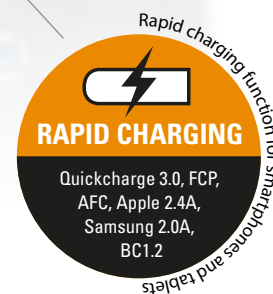 Rapid charging function for smartphones and tablets
RAPID CHARGING
Quickcharge 3.0, FCP,
AFC, Apple 2.4A,
Samsung 2.0A,
BC1.2